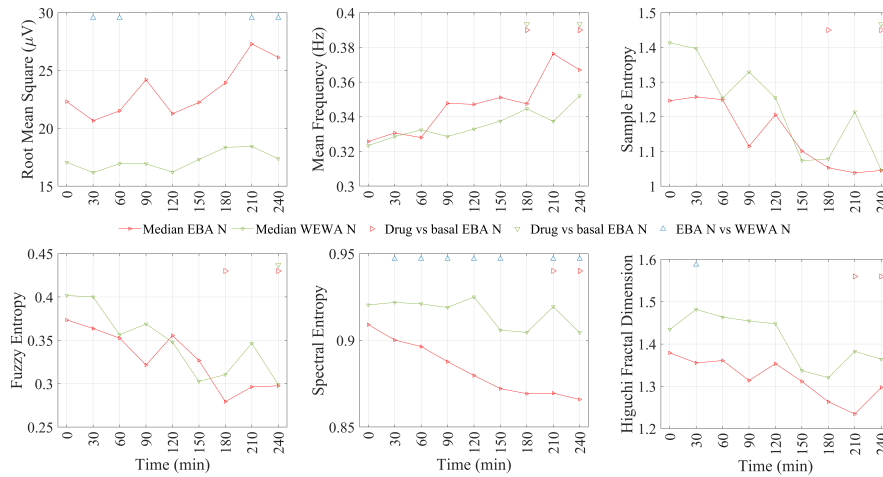 Root Mean Square (μV)
30
25
20
15
0 30 60 90 120 150 180 210 240
Mean Frequency (Hz)
0.4
0.38
0.36
0.34
0.32
0.3
0 30 60 90 120 150 180 210 240
Sample Entropy
1.5
1.4
1.3
1.2
1.1
1
0 30 60 90 120 150 180 210 240
Median EBA N Median WEWA N Drug vs basal EBA N Drug vs basal EBA N EBA N vs WEWA N
Fuzzy Entropy
0.45
0.4
0.35
0.3
0.25
0 30 60 90 120 150 180 210 240
Time (min)
Spectral Entropy
0.95
0.9
0.85
0 30 60 90 120 150 180 210 240
Time (min)
Higuchi Fractal Dimension
1.6
1.5
1.4
1.3
1.2
0 30 60 90 120 150 180 210 240
Time (min)